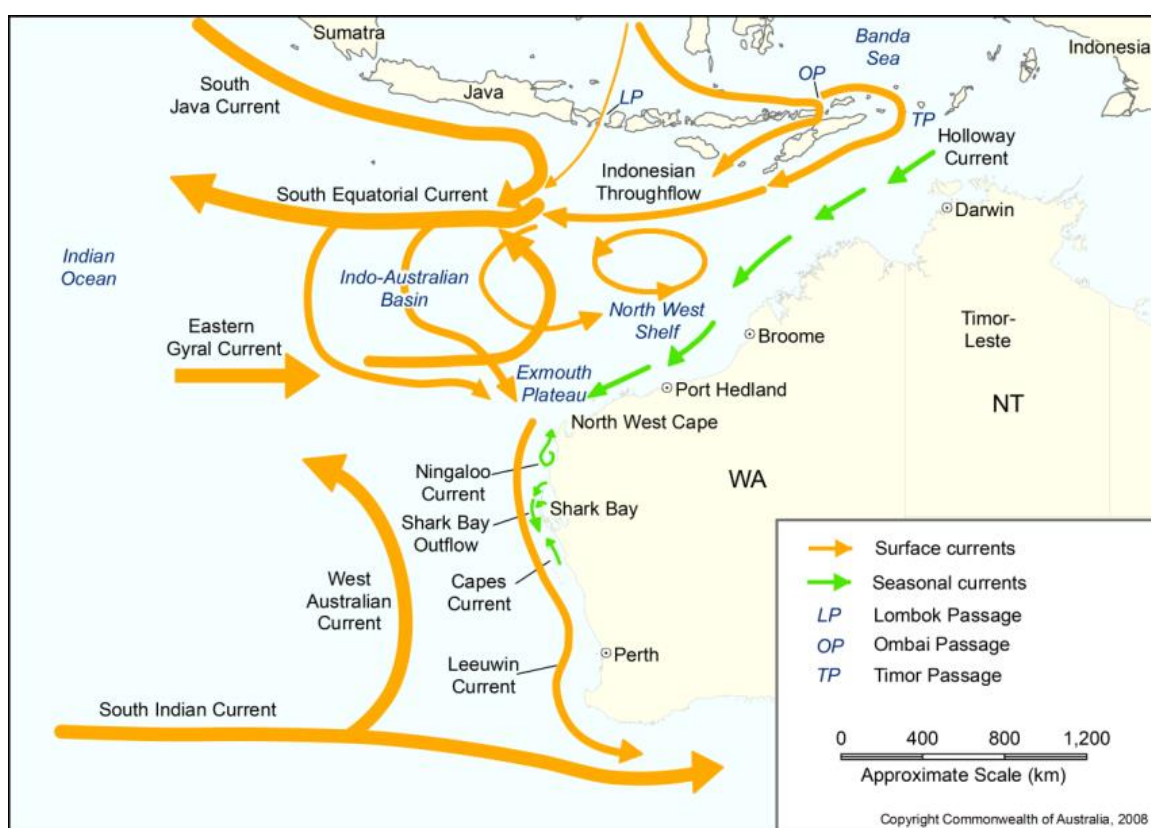 Sumatra
Banda
Sea
Indonesia
South
Java Current
Java
LP
OP
TP
Holloway
Current
Indonesian
Throughflow
South Equatorial Current
Darwin
Indian
Ocean
Indo-Australian
Basin
North West
Shelf
Timor-
Leste
Eastern
Gyral Current
Broome
Exmouth
Plateau
Port Hedland
NT
North West Cape
Ningaloo
Current
WA
Shark Bay
Shark Bay
Outflow
Capes
Current
West
Australian
Current
Perth
Leeuwin
Current
South Indian Current
Surface currents
Seasonal currents
LP Lombok Passage
OP Ombai Passage
TP Timor Passage
0 400 800 1,200
Approximate Scale (km)
Copyright Commonwealth of Australia, 2008